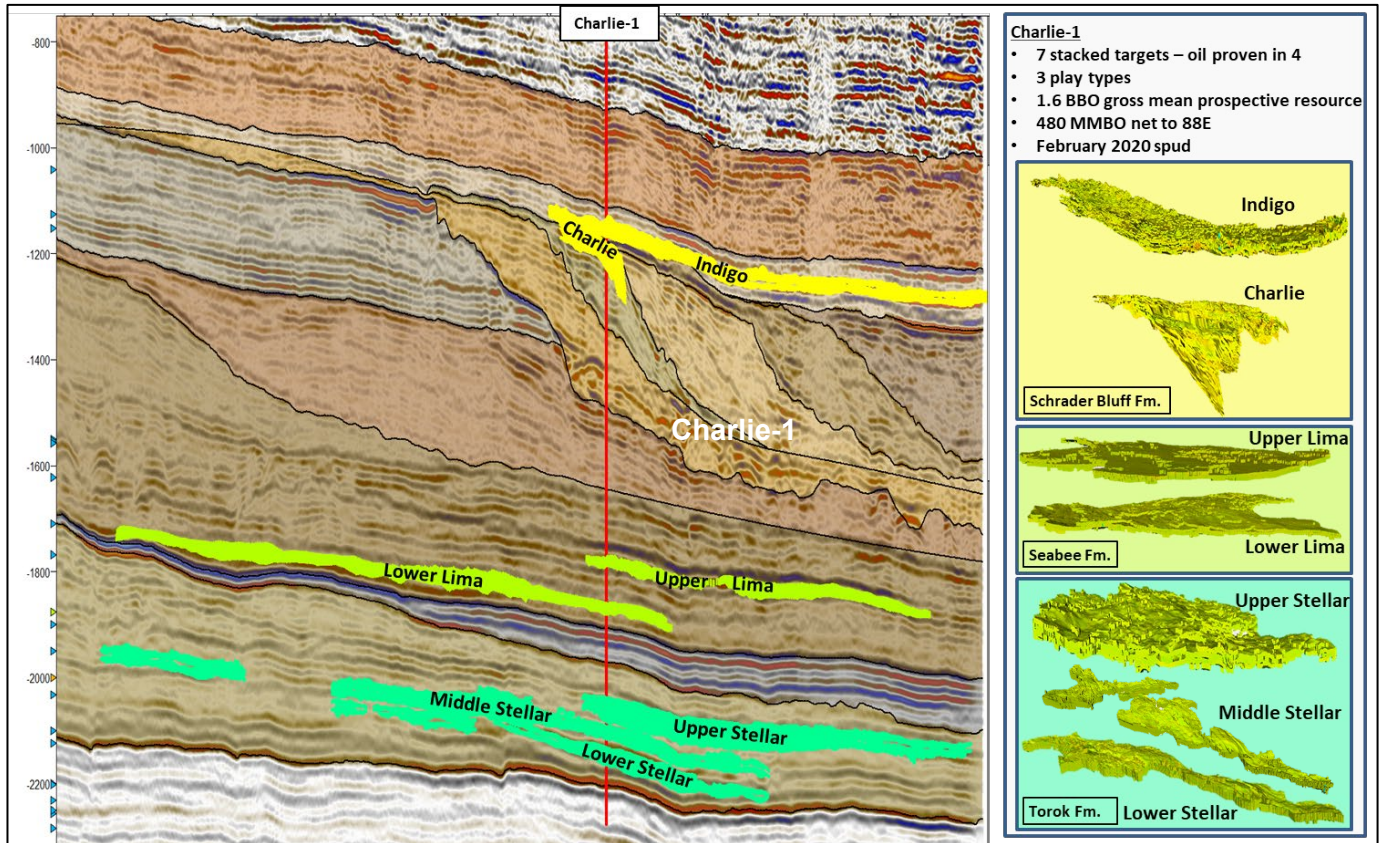 Charlie-1
-800
-1000
-1200
-1400
-1600
-1800
-2000
-2200
Charlie
Indigo
Charlie-1
Lower Lima
Upper Lima
Middle Stellar
Upper Stellar
Lower Stellar
Charlie-1
• 7 stacked targets – oil proven in 4
• 3 play types
• 1.6 BBO gross mean prospective resource
• 480 MMBO net to 88E
• February 2020 spud
Indigo
Charlie
Schrader Bluff Fm.
Upper Lima
Seabee Fm.
Lower Lima
Upper Stellar
Middle Stellar
Torok Fm.
Lower Stellar